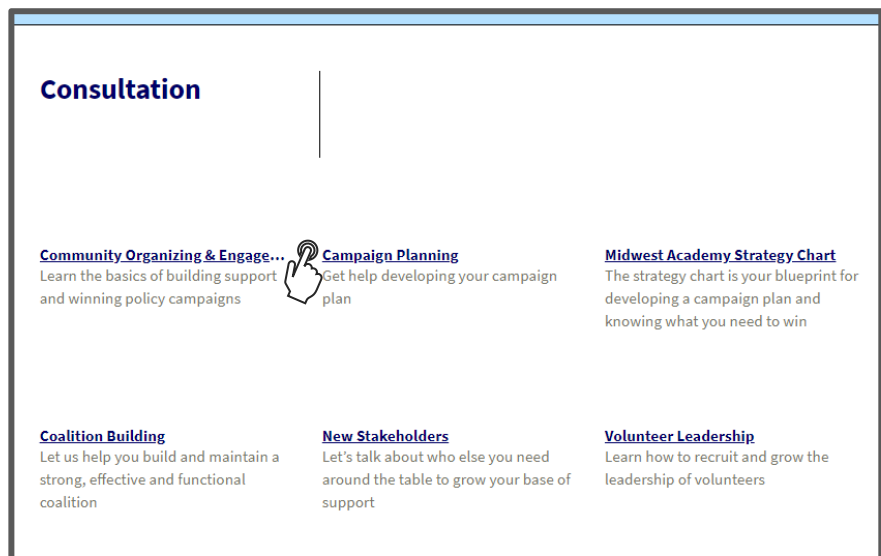 Consultation
Community Organizing & Engage...
Learn the basics of building support
and winning policy campaigns
Campaign Planning
Get help developing your campaign
plan
Midwest Academy Strategy Chart
The strategy chart is your blueprint for
developing a campaign plan and
knowing what you need to win
Coalition Building
Let us help you build and maintain a
strong, effective and functional
coalition
New Stakeholders
Let's talk about who else you need
around the table to grow your base of
support
Volunteer Leadership
Learn how to recruit and grow the
leadership of volunteers